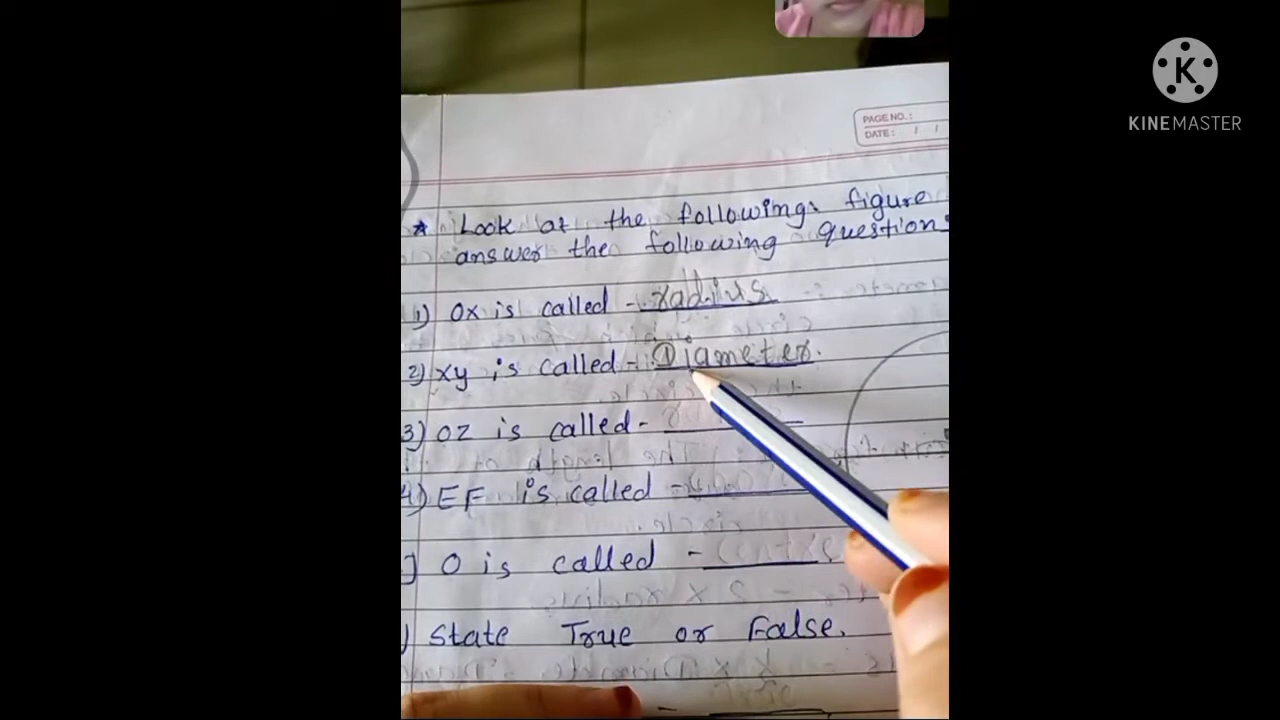 KINEMASTER
PAGE NO.:
DATE: / /
* Look at the following figure
answer the following question
1) OX is called - radius
2) XY is called - Diameter.
3) OZ is called -
4) EF is called -
] O is called -
) State True or False.